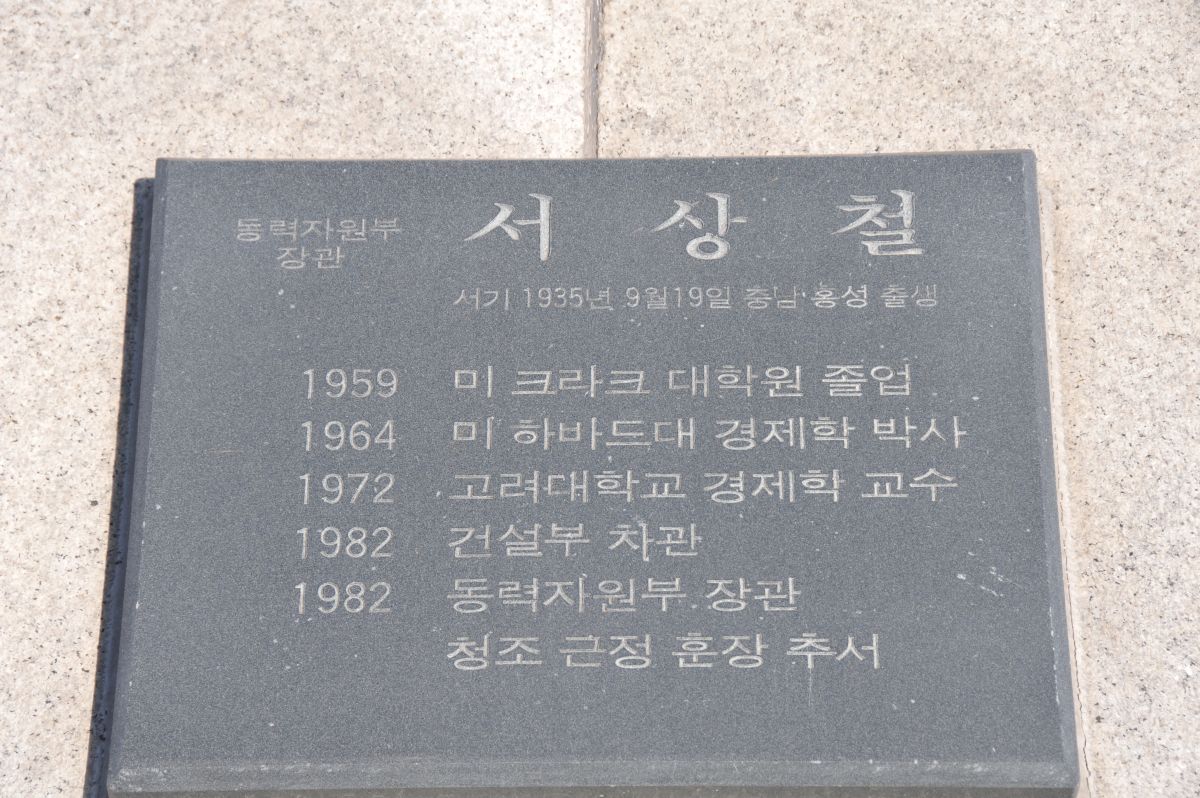 동력자원부
장관
서 상 철
서기 1935년 9월19일 충남 홍성 출생
1959 미 크라크 대학원 졸업
1964 미 하바드대 경제학 박사
1972 고려대학교 경제학 교수
1982 건설부 차관
1982 동력자원부 장관
청조 근정 훈장 추서